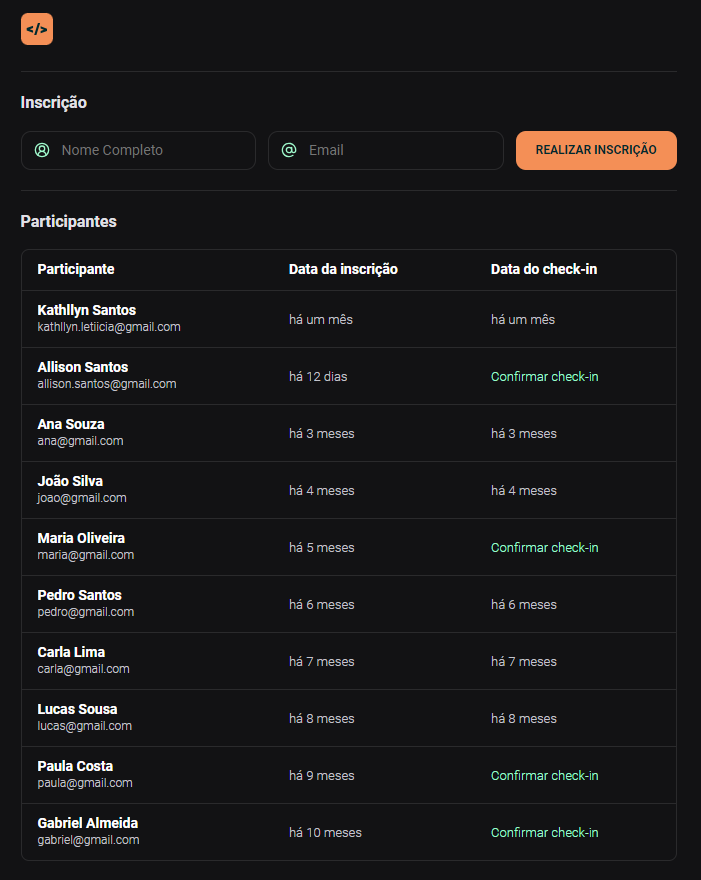 </>
Inscrição
Nome Completo
Email
REALIZAR INSCRIÇÃO
Participantes
Participante Data da inscrição Data do check-in
Kathllyn Santos
kathllyn.letiicia@gmail.com
há um mês há um mês
Allison Santos
allison.santos@gmail.com
há 12 dias Confirmar check-in
Ana Souza
ana@gmail.com
há 3 meses há 3 meses
João Silva
joao@gmail.com
há 4 meses há 4 meses
Maria Oliveira
maria@gmail.com
há 5 meses Confirmar check-in
Pedro Santos
pedro@gmail.com
há 6 meses há 6 meses
Carla Lima
carla@gmail.com
há 7 meses há 7 meses
Lucas Sousa
lucas@gmail.com
há 8 meses há 8 meses
Paula Costa
paula@gmail.com
há 9 meses Confirmar check-in
Gabriel Almeida
gabriel@gmail.com
há 10 meses Confirmar check-in